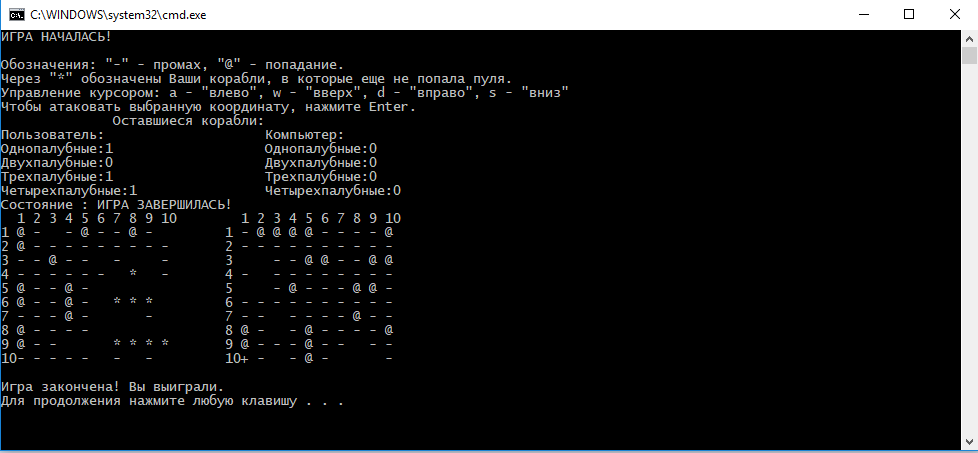 C:\WINDOWS\system32\cmd.exe
ИГРА НАЧАЛАСЬ!
Обозначения: "-" - промах, "@" - попадание.
Через "*" обозначены Ваши корабли, в которые еще не попала пуля.
Управление курсором: a - "влево", w - "вверх", d - "вправо", s - "вниз"
Чтобы атаковать выбранную координату, нажмите Enter.
Оставшиеся корабли:
Пользователь:                    Компьютер:
Однопалубные:1                   Однопалубные:0
Двухпалубные:0                   Двухпалубные:0
Трехпалубные:1                   Трехпалубные:0
Четырехпалубные:1                Четырехпалубные:0
Состояние : ИГРА ЗАВЕРШИЛАСЬ!
  1 2 3 4 5 6 7 8 9 10        1 2 3 4 5 6 7 8 9 10
1 @ -   - @ - - @ -         1 - @ @ @ @ - - - - @
2 @ - - - - - - - - -       2 - - - - - - - - - -
3 - - @ - -   -     -       3     - - @ @ - - @ @
4 - - - - - -   *   -       4 -   - - - - - - - -
5 @ - - @ -                 5     - @ - - - @ @ -
6 @ - - @ -   * * *         6 - - - - - - - - - -
7 - - - @ -       -         7 - -   - - - - @ - -
8 @ - - - -                 8 @ -   - @ - - - - @
9 @ - -       * * * *       9 @ - - - @ - -   - -
10- - - - -   -   -         10+ -   - @ -       -
Игра закончена! Вы выиграли.
Для продолжения нажмите любую клавишу . . .